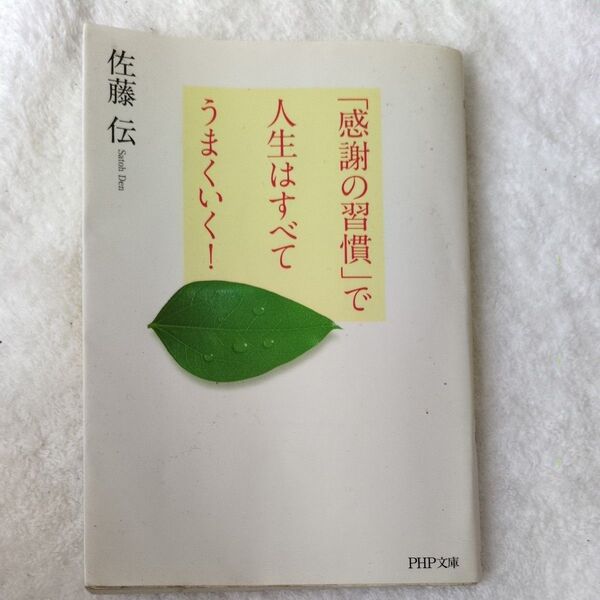 「感謝の習慣」で
人生はすべて
うまくいく！
佐藤 伝
Satoh Den
PHP文庫